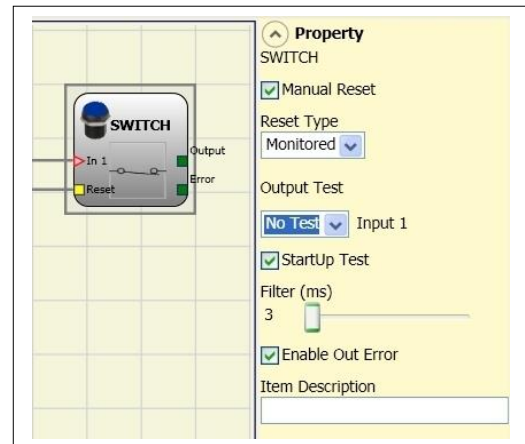 SWITCH
In 1
Reset
Output
Error
Property
SWITCH
Manual Reset
Reset Type
Monitored
Output Test
No Test Input 1
StartUp Test
Filter (ms)
3
Enable Out Error
Item Description